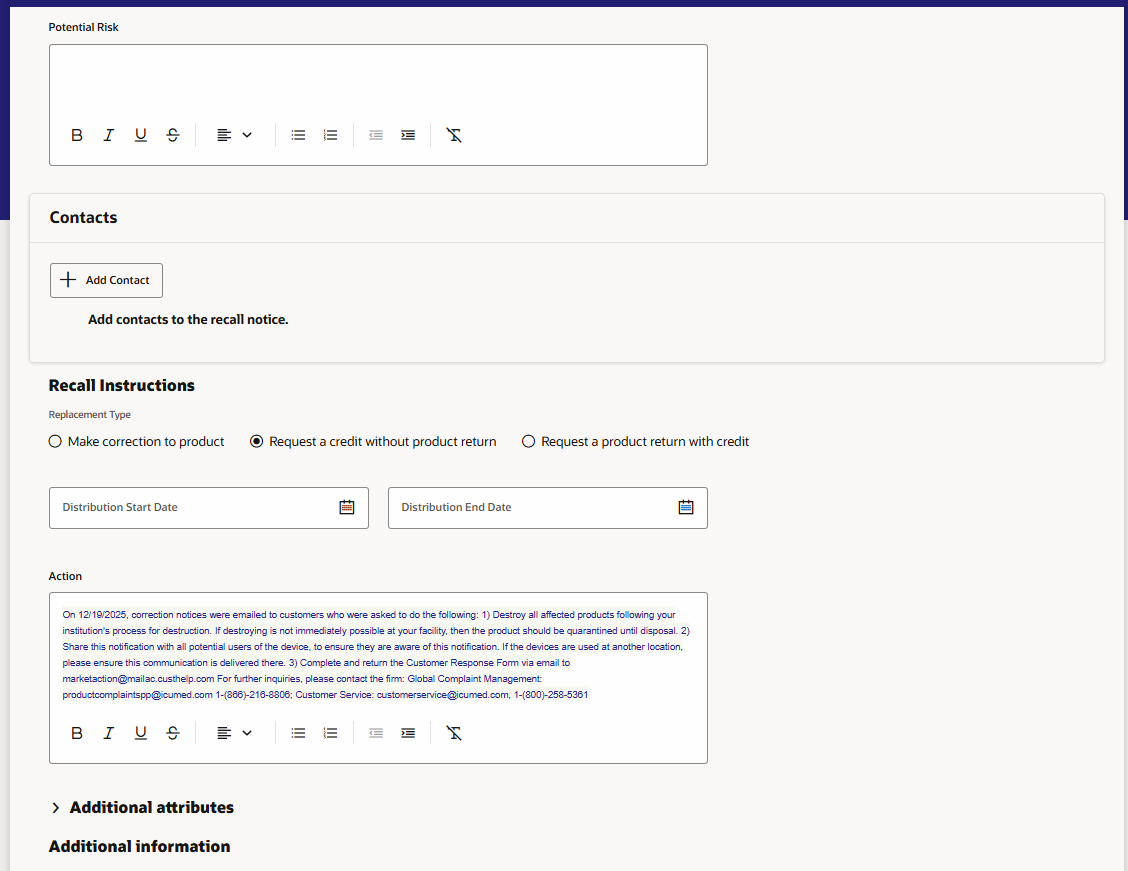 Potential Risk
B I U S
Contacts
Add Contact
Add contacts to the recall notice.
Recall Instructions
Replacement Type
Make correction to product Request a credit without product return Request a product return with credit
Distribution Start Date Distribution End Date
Action
On 12/19/2025, correction notices were emailed to customers who were asked to do the following: 1) Destroy all affected products following your
institution's process for destruction. If destroying is not immediately possible at your facility, then the product should be quarantined until disposal. 2)
Share this notification with all potential users of the device, to ensure they are aware of this notification. If the devices are used at another location,
please ensure this communication is delivered there. 3) Complete and return the Customer Response Form via email to
marketaction@mailac.custhelp.com For further inquiries, please contact the firm: Global Complaint Management:
productcomplaintspp@icumed.com 1-(866)-216-8806; Customer Service: customerservice@icumed.com, 1-(800)-258-5361
B I U S
Additional attributes
Additional information